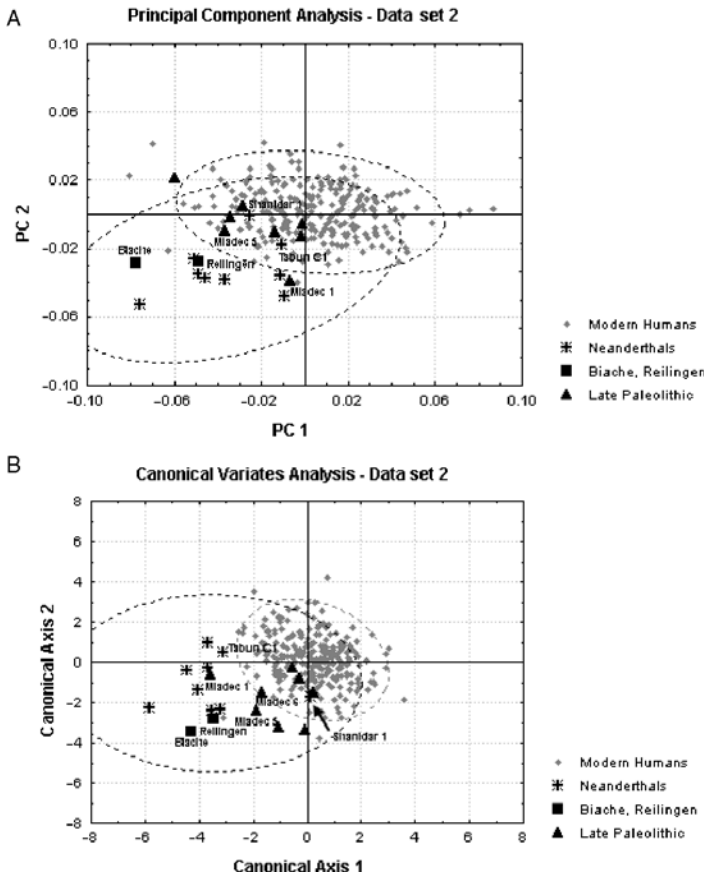 A
Principal Component Analysis - Data set 2
0.10
0.06
0.02
-0.02
-0.06
-0.10
PC 2
Shanidar 1
Mladec 5
Biache
Reilingen
Tabun C1
Mladec 1
-0.10
-0.06
-0.02
0.02
0.06
0.10
PC 1
Modern Humans
Neanderthals
Biache, Reilingen
Late Paleolithic
B
Canonical Variates Analysis - Data set 2
8
6
4
2
0
-2
-4
-6
-8
Canonical Axis 2
Tabun C1
Mladec 1
Mladec 6
Mladec 5
Reilingen
Biache
Shanidar 1
-8
-6
-4
-2
0
2
4
6
8
Canonical Axis 1
Modern Humans
Neanderthals
Biache, Reilingen
Late Paleolithic